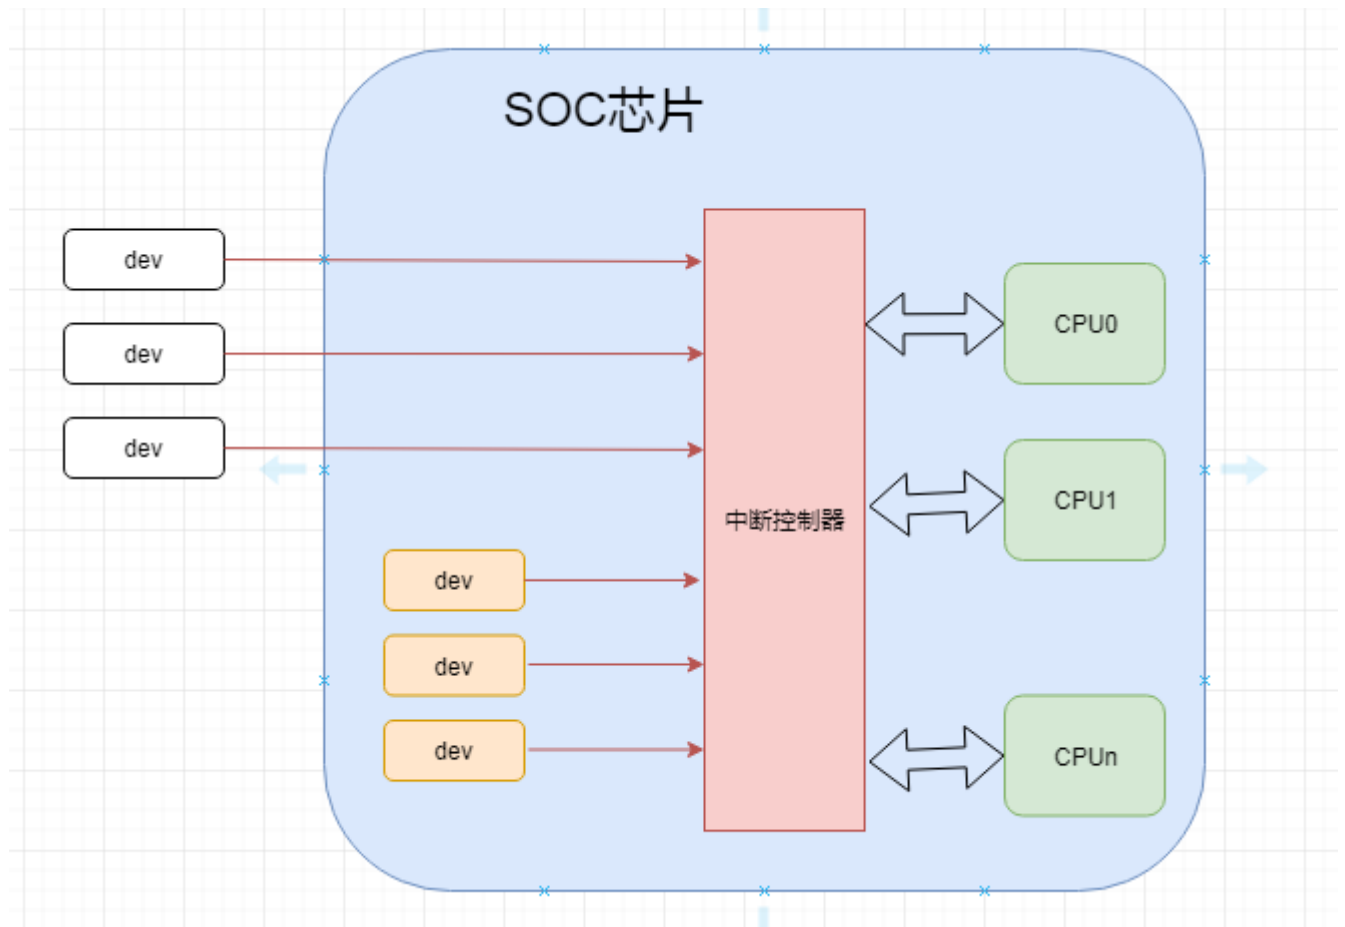 SOC芯片
dev
dev
dev
dev
dev
dev
中断控制器
CPU0
CPU1
CPUn